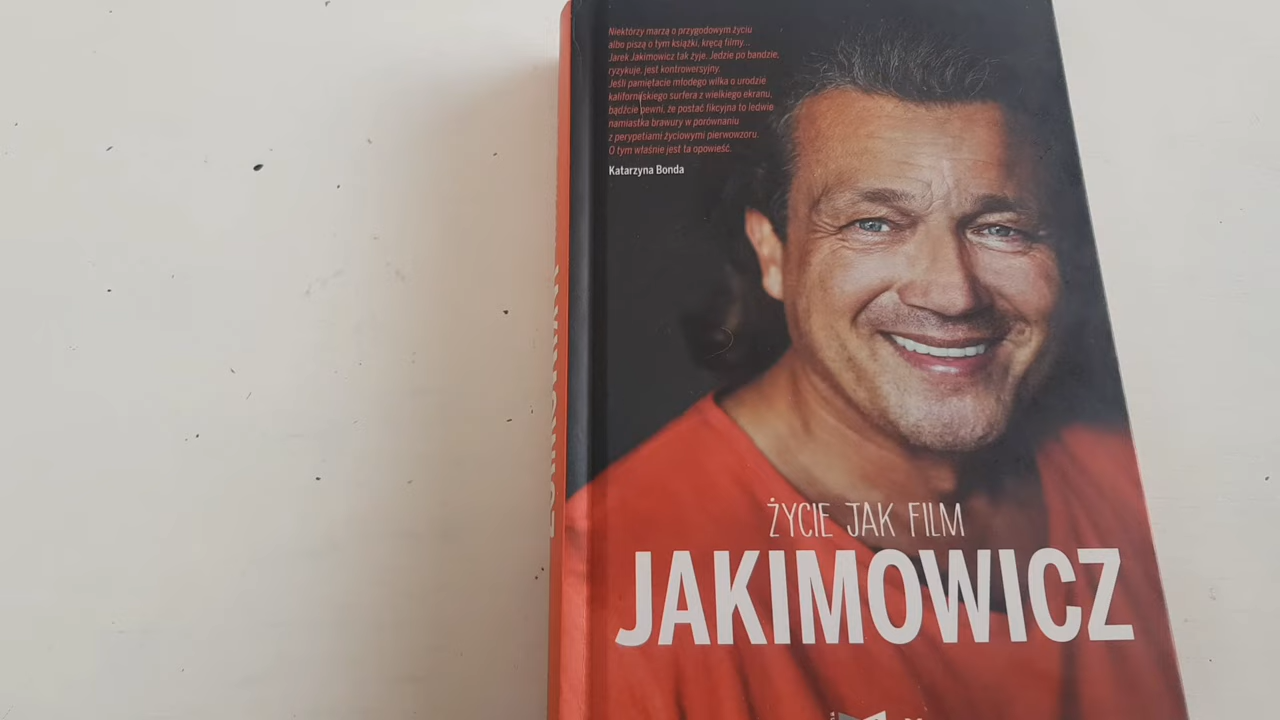 Niektórzy marzą o przygodowym życiu
albo piszą o tym książki, kręcą filmy...
Jarek Jakimowicz tak żyje. Jedzie po bandzie,
ryzykuje, jest kontrowersyjny.
Jeśli pamiętacie młodego wilka o urodzie
kalifornijskiego surfera z wielkiego ekranu,
bądźcie pewni, że postać fikcyjna to ledwie
namiastka brawury w porównaniu
z perypetiami życiowymi pierwowzoru.
O tym właśnie jest ta opowieść.
Katarzyna Bonda
ŻYCIE JAK FILM
JAKIMOWICZ